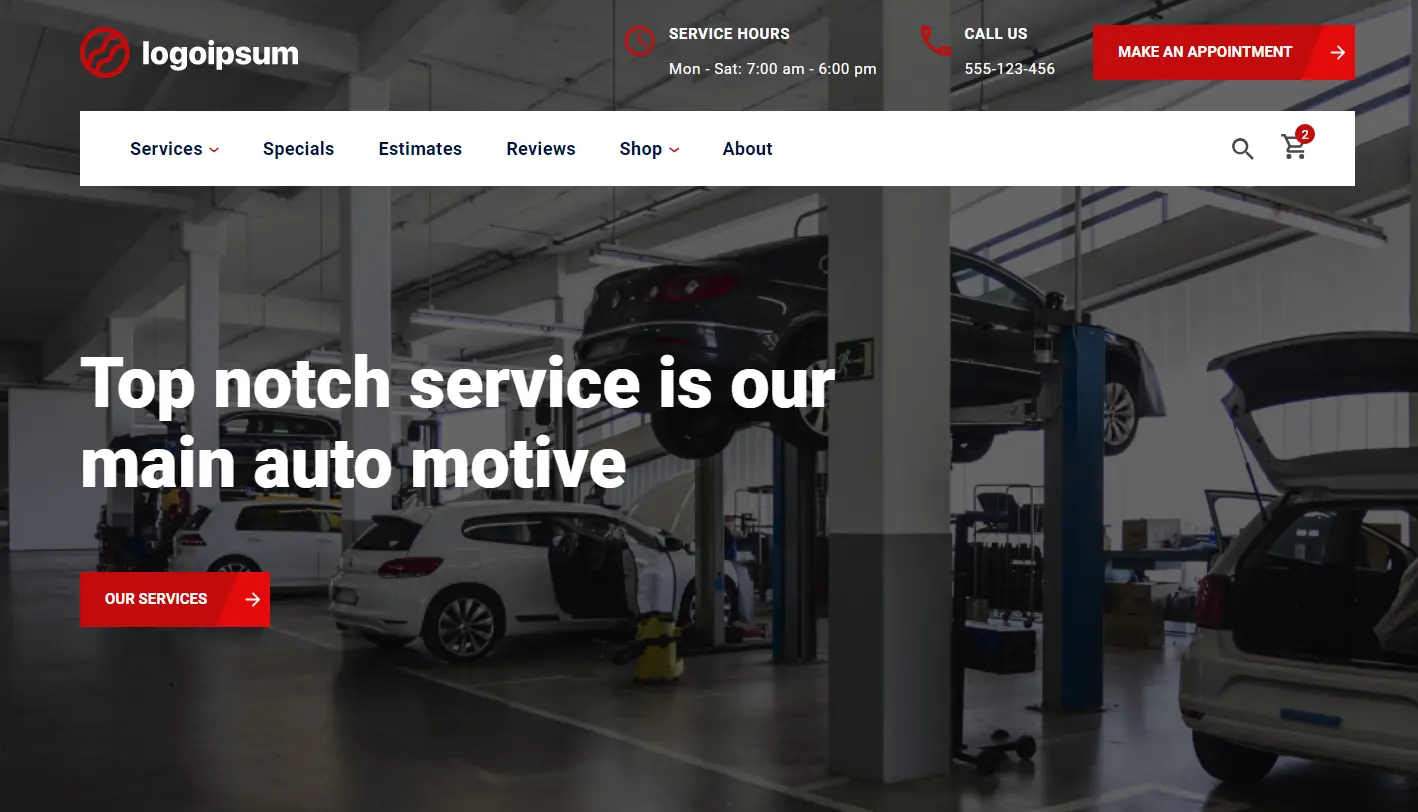 logoipsum
SERVICE HOURS
Mon - Sat: 7:00 am - 6:00 pm
CALL US
555-123-456
MAKE AN APPOINTMENT
Services
Specials
Estimates
Reviews
Shop
About
2
Top notch service is our
main auto motive
OUR SERVICES